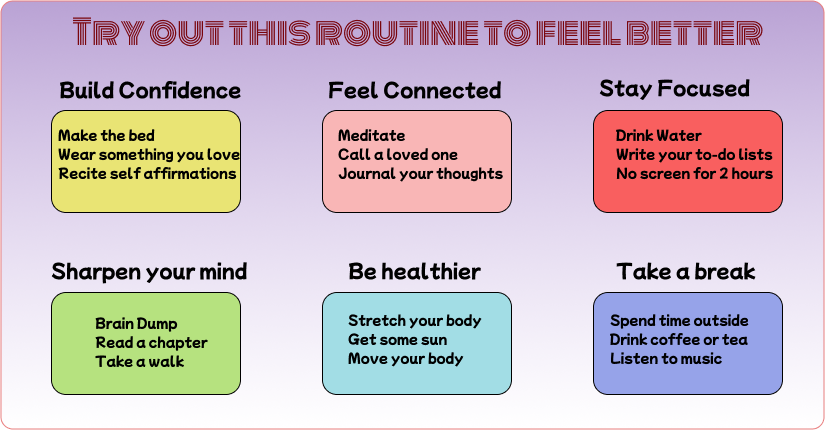 Try out this routine to feel better
Build Confidence
Make the bed
Wear something you love
Recite self affirmations
Feel Connected
Meditate
Call a loved one
Journal your thoughts
Stay Focused
Drink Water
Write your to-do lists
No screen for 2 hours
Sharpen your mind
Brain Dump
Read a chapter
Take a walk
Be healthier
Stretch your body
Get some sun
Move your body
Take a break
Spend time outside
Drink coffee or tea
Listen to music